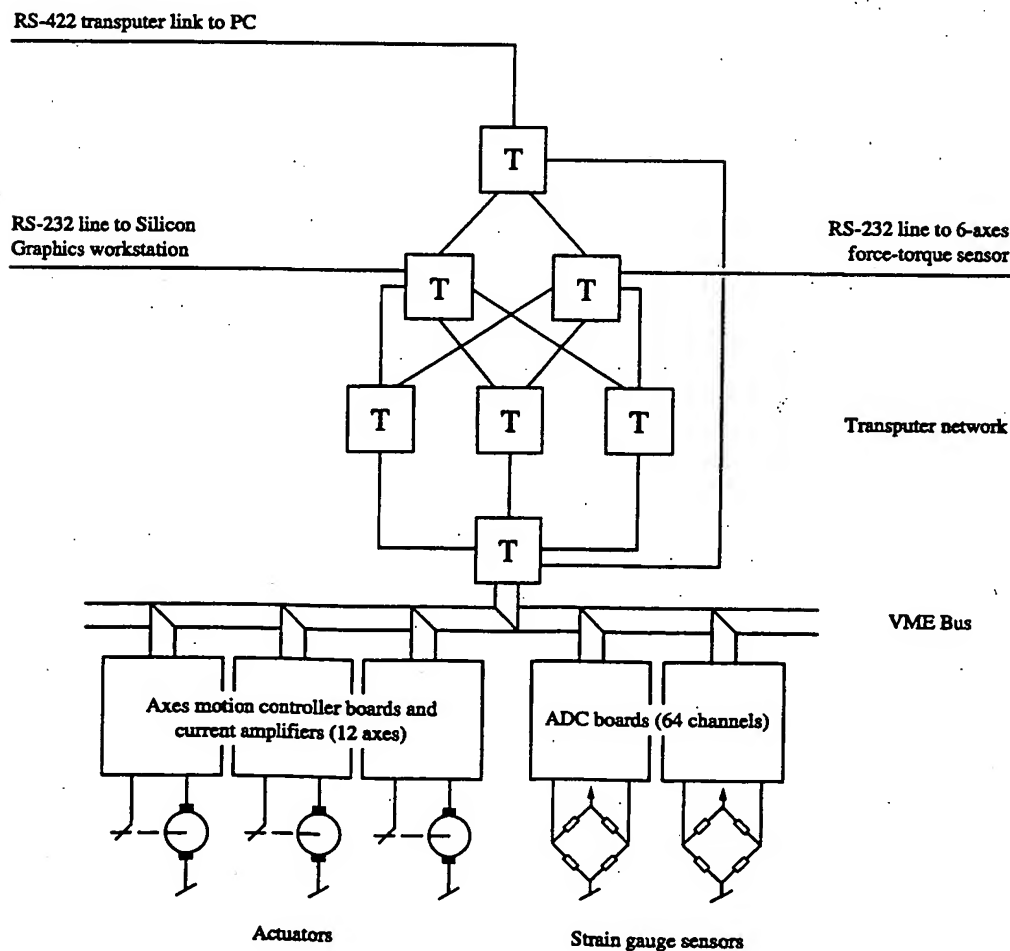 RS-422 transputer link to PC
T
RS-232 line to Silicon
Graphics workstation
RS-232 line to 6-axes
force-torque sensor
T
T
T
T
T
Transputer network
T
VME Bus
Axes motion controller boards and
current amplifiers (12 axes)
ADC boards (64 channels)
Actuators
Strain gauge sensors